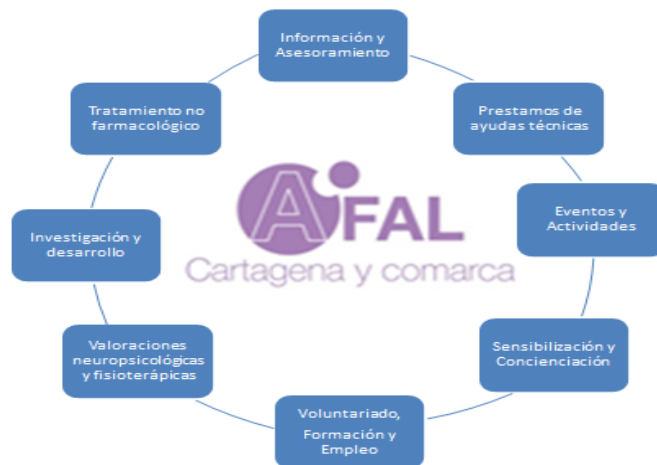 Información y
Asesoramiento
Prestamos de
ayudas técnicas
Eventos y
Actividades
Sensibilización y
Concienciación
Voluntariado,
Formación y
Empleo
Valoraciones
neuropsicológicas
y fisioterápicas
Investigación y
desarrollo
Tratamiento no
farmacológico
AFAL
Cartagena y comarca